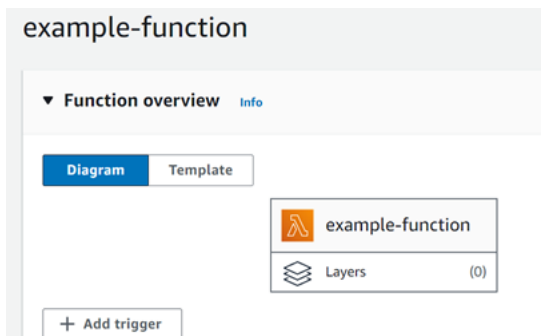 example-function
Function overview Info
Diagram Template
example-function
Layers (0)
+ Add trigger